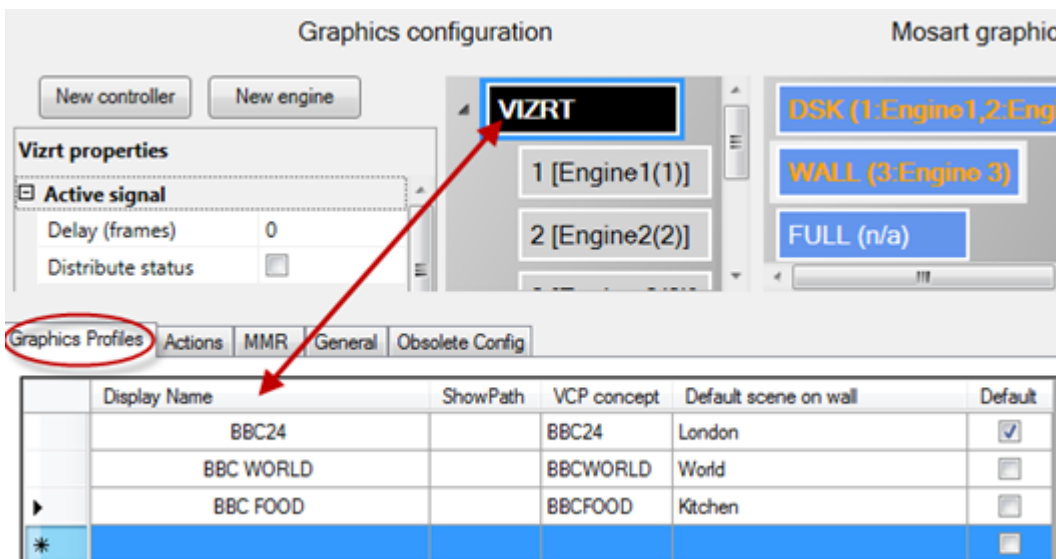 Graphics configuration
Mosart graphic
New controller
New engine
Vizrt properties
Active signal
Delay (frames) 0
Distribute status
VIZRT
1 [Engine1(1)]
2 [Engine2(2)]
DSK (1:Engine1,2:Eng
WALL (3:Engine 3)
FULL (n/a)
Graphics Profiles Actions MMR General Obsolete Config
Display Name ShowPath VCP concept Default scene on wall Default
BBC24 BBC24 London
BBC WORLD BBCWORLD World
BBC FOOD BBCFOOD Kitchen